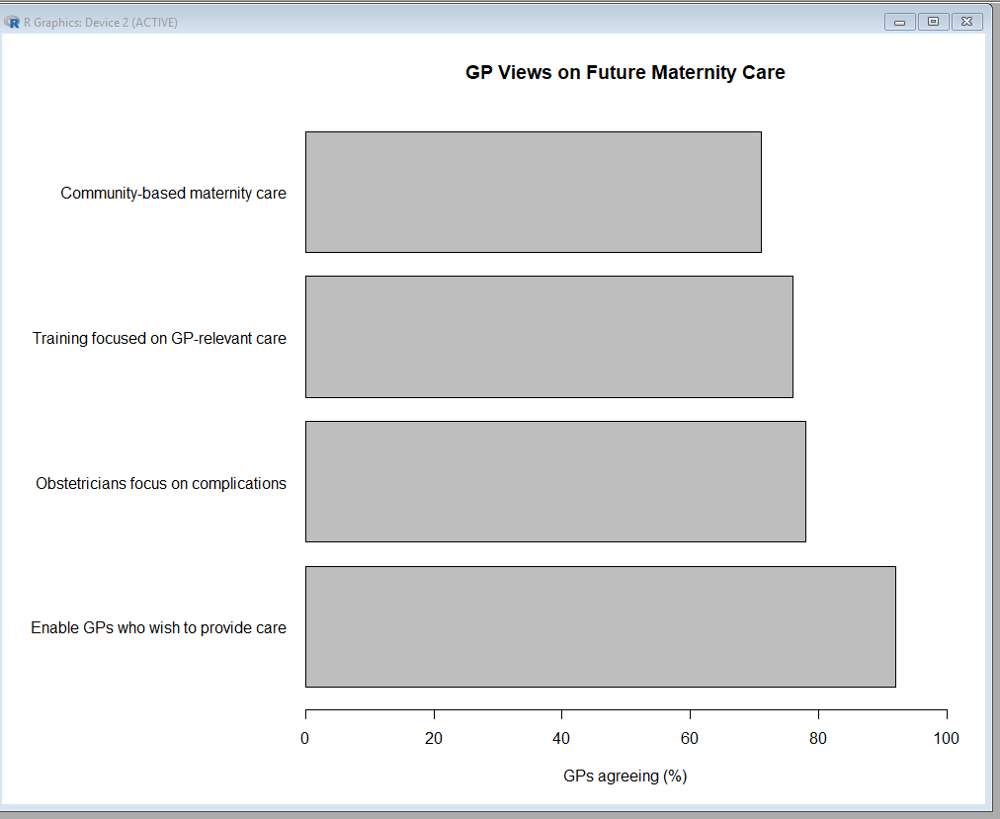 R Graphics: Device 2 (ACTIVE)
GP Views on Future Maternity Care
Community-based maternity care
Training focused on GP-relevant care
Obstetricians focus on complications
Enable GPs who wish to provide care
0 20 40 60 80 100
GPs agreeing (%)